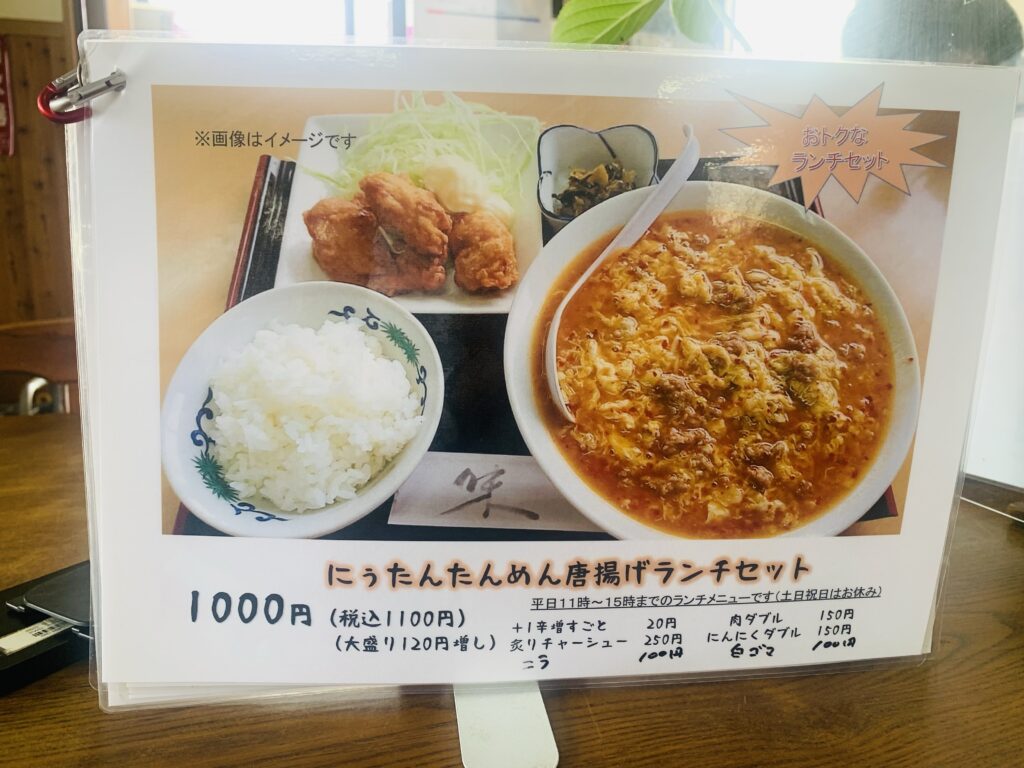 ※画像はイメージです
おトクな
ランチセット
味
にぅたんたんめん唐揚げランチセット
1000円（税込1100円）
（大盛り120円増し）
平日11時～15時までのランチメニューです（土日祝日はお休み）
+1辛増すごと 20円
炙りチャーシュー 250円
ニラ 100円
肉ダブル 150円
にんにくダブル 150円
白ゴマ 100円